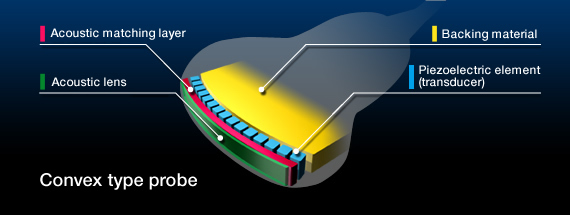 Acoustic matching layer
Backing material
Acoustic lens
Piezoelectric element
(transducer)
Convex type probe